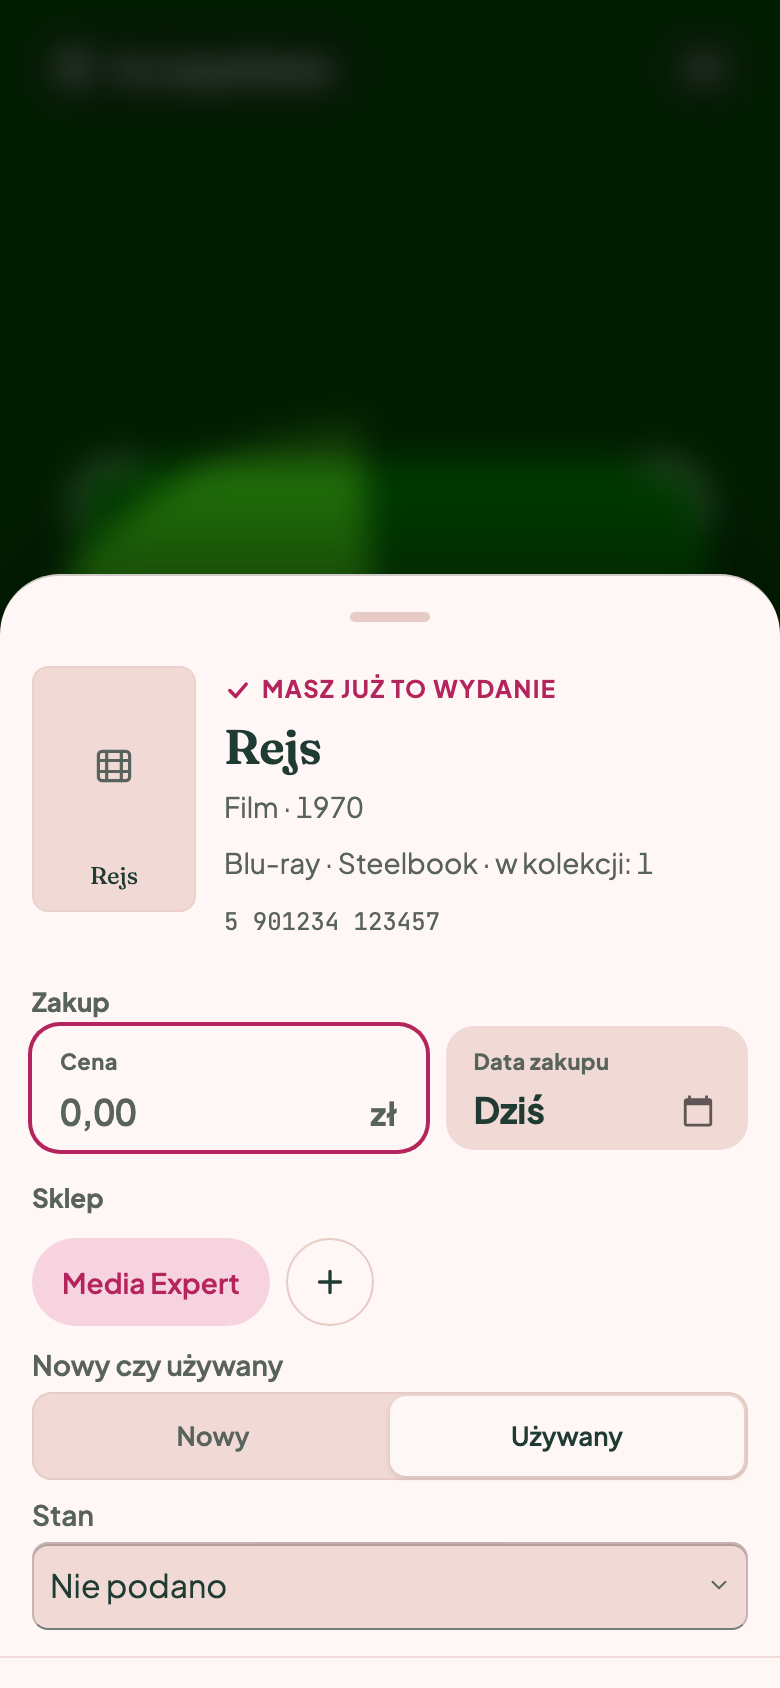 MASZ JUŻ TO WYDANIE
Rejs
Film · 1970
Blu-ray · Steelbook · w kolekcji: 1
5 901234 123457
Rejs
Zakup
Cena
0,00 zł
Data zakupu
Dziś
Sklep
Media Expert
Nowy czy używany
Nowy
Używany
Stan
Nie podano